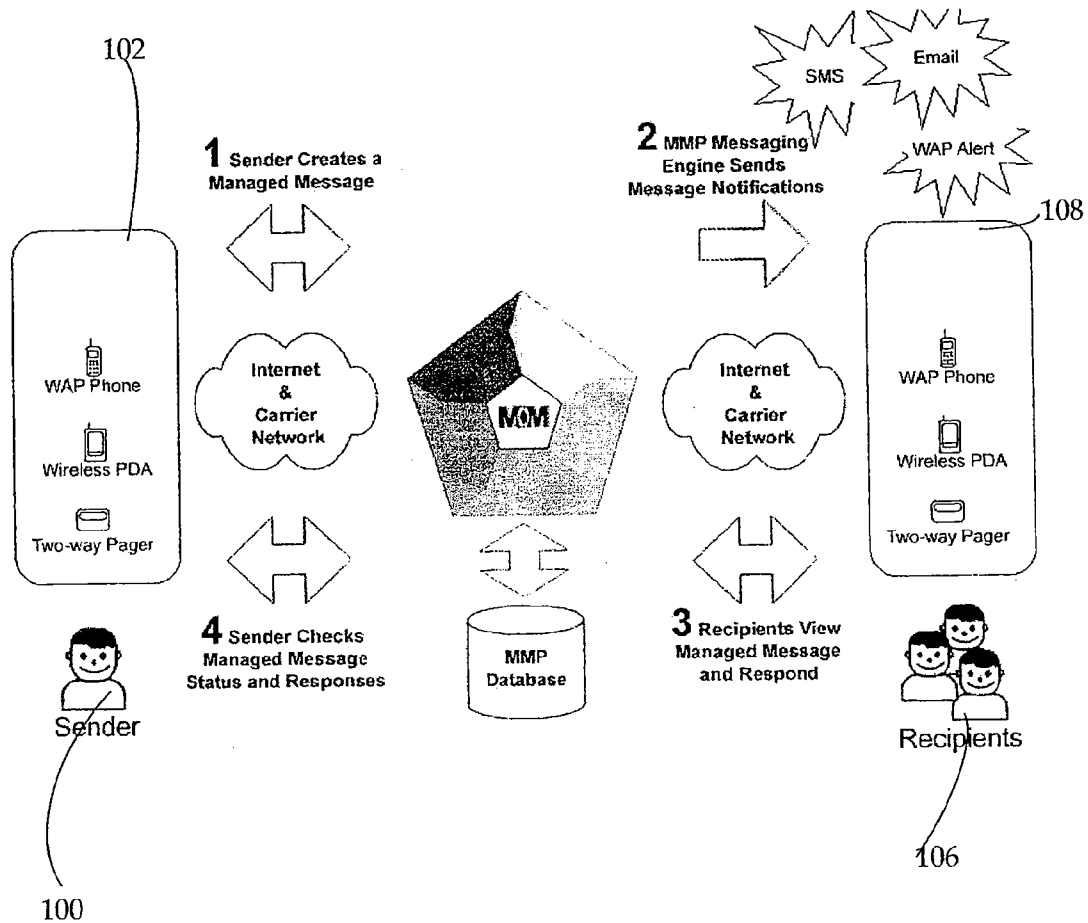 102
SMS
Email
WAP Alert
1 Sender Creates a
Managed Message
2 MMP Messaging
Engine Sends
Message Notifications
108
WAP Phone
Wireless PDA
Two-way Pager
Internet
&
Carrier
Network
MM
Internet
&
Carrier
Network
WAP Phone
Wireless PDA
Two-way Pager
4 Sender Checks
Managed Message
Status and Responses
MMP
Database
3 Recipients View
Managed Message
and Respond
Sender
Recipients
100
106